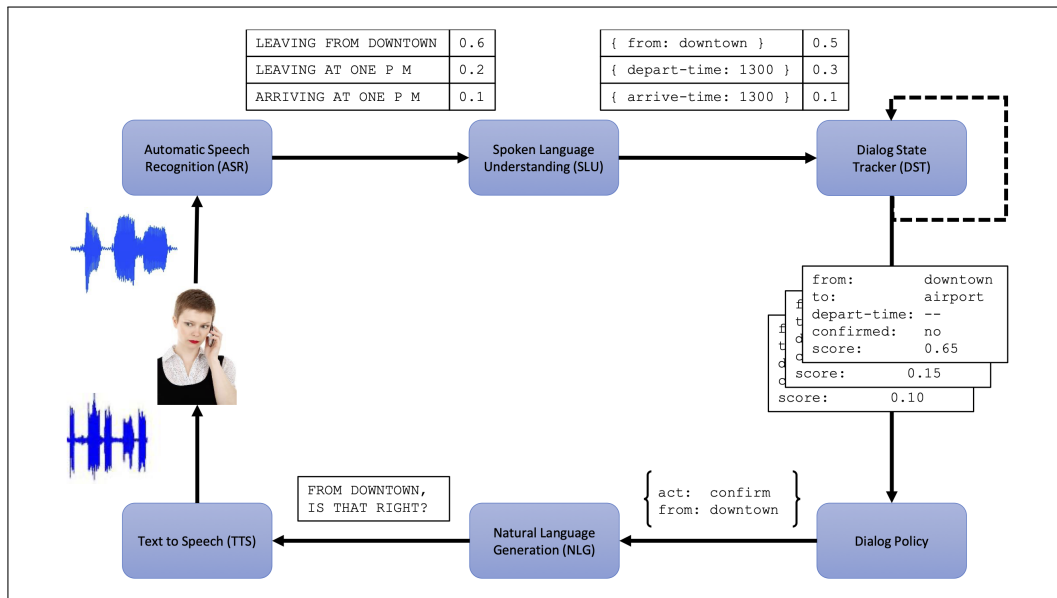 LEAVING FROM DOWNTOWN 0.6
LEAVING AT ONE P M 0.2
ARRIVING AT ONE P M 0.1
{ from: downtown } 0.5
{ depart-time: 1300 } 0.3
{ arrive-time: 1300 } 0.1
Automatic Speech
Recognition (ASR)
Spoken Language
Understanding (SLU)
Dialog State
Tracker (DST)
from: downtown
to: airport
depart-time: --
confirmed: no
score: 0.65
f
t
d
c
score: 0.15
f
t
d
c
score: 0.10
FROM DOWNTOWN,
IS THAT RIGHT?
{ act: confirm
from: downtown }
Text to Speech (TTS)
Natural Language
Generation (NLG)
Dialog Policy